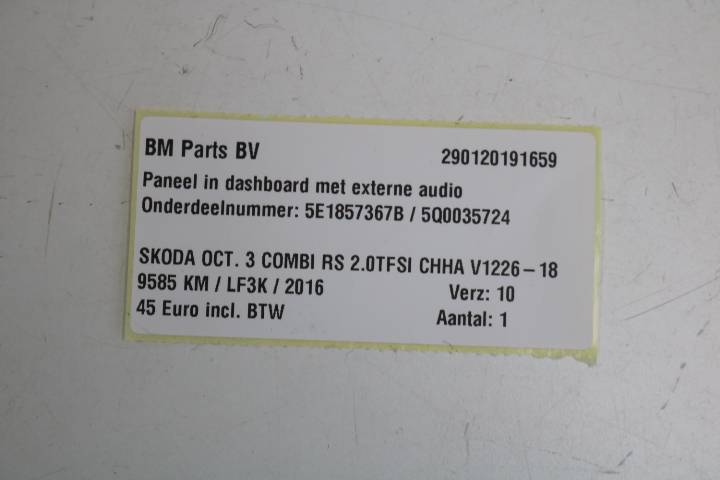 BM Parts BV 290120191659
Paneel in dashboard met externe audio
Onderdeelnummer: 5E1857367B / 5Q0035724
SKODA OCT. 3 COMBI RS 2.0TFSI CHHA V1226-18
9585 KM / LF3K / 2016 Verz: 10
45 Euro incl. BTW Aantal: 1